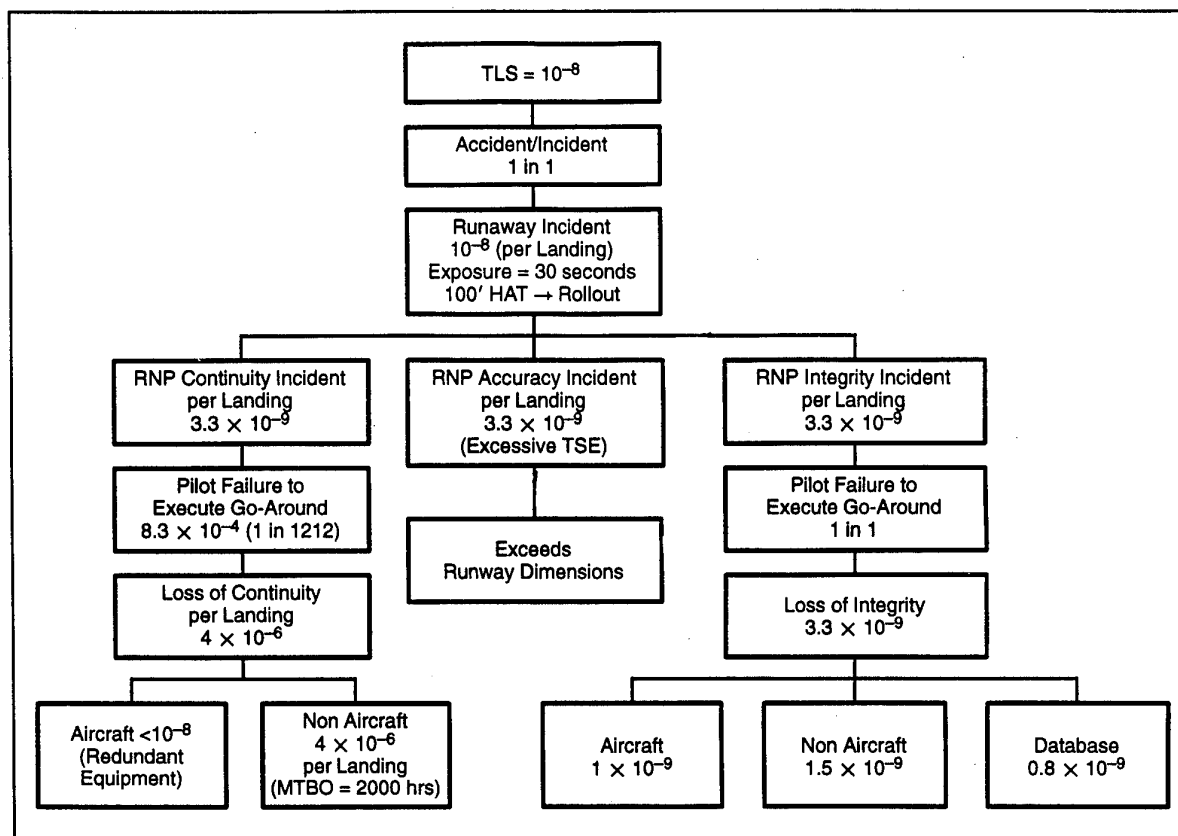 TLS = 10⁻⁸
Accident/Incident
1 in 1
Runaway Incident
10⁻⁸ (per Landing)
Exposure = 30 seconds
100′ HAT → Rollout
RNP Continuity Incident
per Landing
3.3 × 10⁻⁹
RNP Accuracy Incident
per Landing
3.3 × 10⁻⁹
(Excessive TSE)
RNP Integrity Incident
per Landing
3.3 × 10⁻⁹
Pilot Failure to
Execute Go-Around
8.3 × 10⁻⁴ (1 in 1212)
Exceeds
Runway Dimensions
Pilot Failure to
Execute Go-Around
1 in 1
Loss of Continuity
per Landing
4 × 10⁻⁶
Loss of Integrity
3.3 × 10⁻⁹
Aircraft <10⁻⁸
(Redundant
Equipment)
Non Aircraft
4 × 10⁻⁶
per Landing
(MTBO = 2000 hrs)
Aircraft
1 × 10⁻⁹
Non Aircraft
1.5 × 10⁻⁹
Database
0.8 × 10⁻⁹